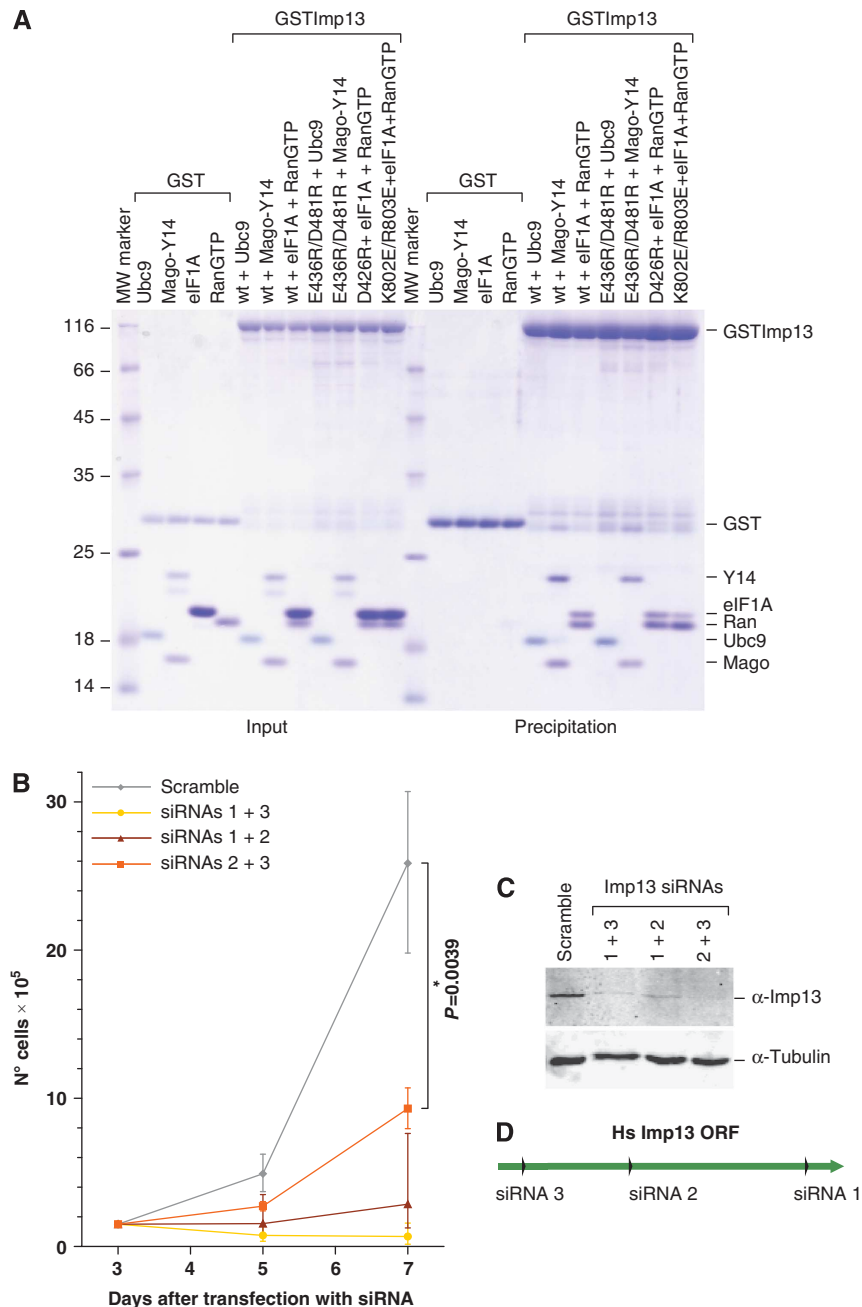 A
GSTImp13
GSTImp13
GST
GST
MW marker
Ubc9
Mago-Y14
eIF1A
RanGTP
wt + Ubc9
wt + Mago-Y14
wt + eIF1A + RanGTP
E436R/D481R + Ubc9
E436R/D481R + Mago-Y14
D426R+ eIF1A + RanGTP
K802E/R803E+eIF1A+RanGTP
MW marker
Ubc9
Mago-Y14
eIF1A
RanGTP
wt + Ubc9
wt + Mago-Y14
wt + eIF1A + RanGTP
E436R/D481R + Ubc9
E436R/D481R + Mago-Y14
D426R+ eIF1A + RanGTP
K802E/R803E+eIF1A+RanGTP
116
66
45
35
25
18
14
GSTImp13
GST
Y14
eIF1A
Ran
Ubc9
Mago
Input
Precipitation
B
Scramble
siRNAs 1 + 3
siRNAs 1 + 2
siRNAs 2 + 3
30
20
10
0
N° cells × 10⁵
* P=0.0039
3 4 5 6 7
Days after transfection with siRNA
C
Imp13 siRNAs
Scramble
1 + 3
1 + 2
2 + 3
α-Imp13
α-Tubulin
D
Hs Imp13 ORF
siRNA 3 siRNA 2 siRNA 1